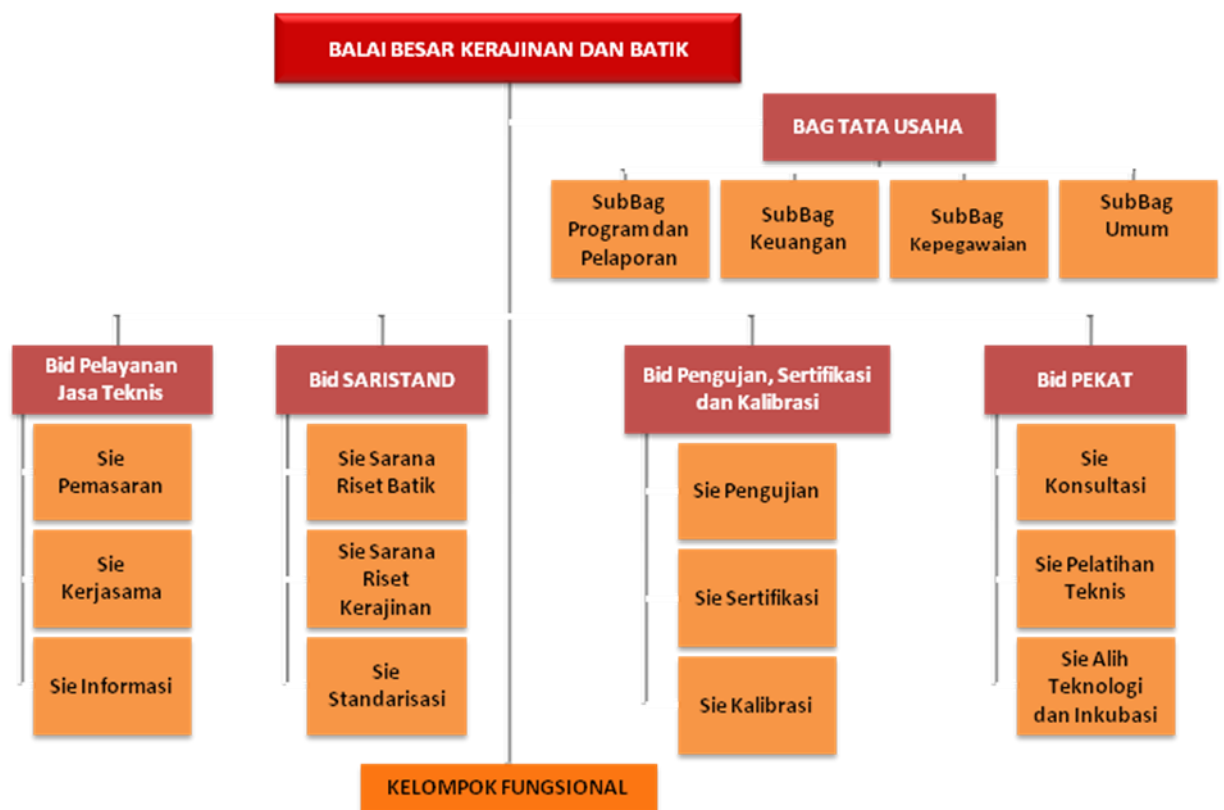 BALAI BESAR KERAJINAN DAN BATIK
BAG TATA USAHA
SubBag
Program dan
Pelaporan
SubBag
Keuangan
SubBag
Kepegawaian
SubBag
Umum
Bid Pelayanan
Jasa Teknis
Sie
Pemasaran
Sie
Kerjasama
Sie Informasi
Bid SARISTAND
Sie Sarana
Riset Batik
Sie Sarana
Riset
Kerajinan
Sie
Standarisasi
Bid Pengujan, Sertifikasi
dan Kalibrasi
Sie Pengujian
Sie Sertifikasi
Sie Kalibrasi
Bid PEKAT
Sie
Konsultasi
Sie Pelatihan
Teknis
Sie Alih
Teknologi
dan Inkubasi
KELOMPOK FUNGSIONAL